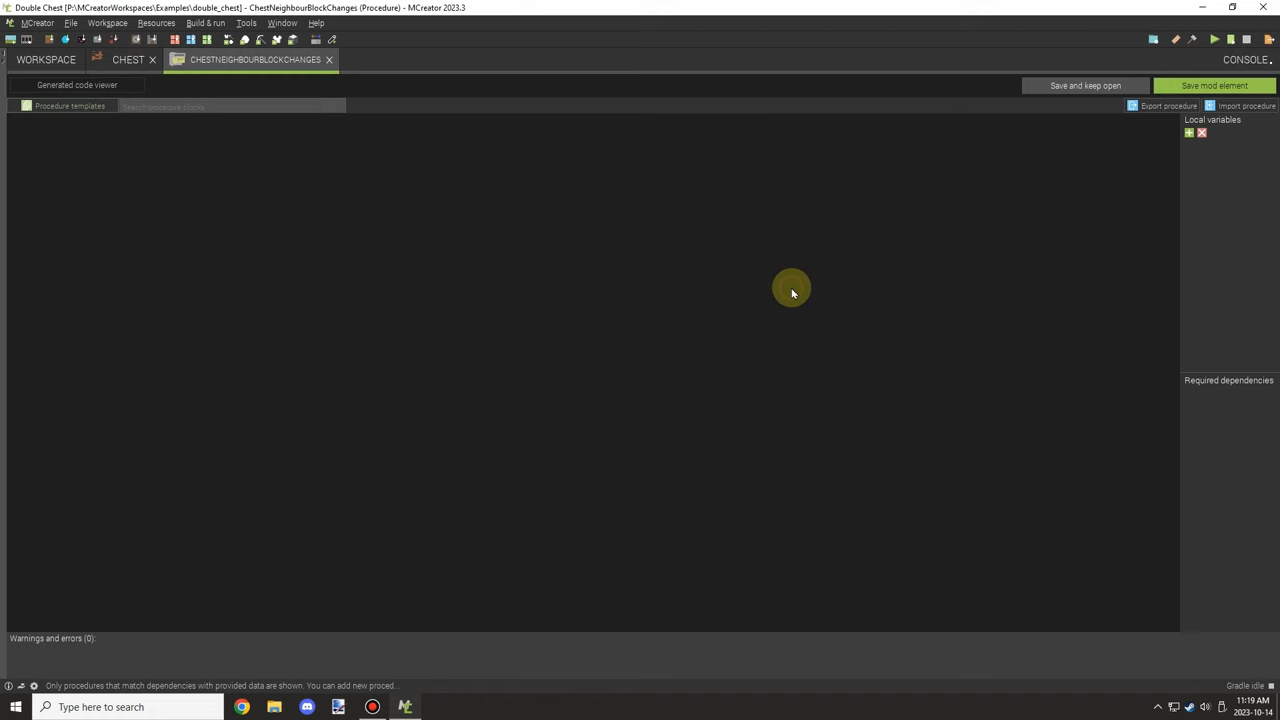 Double Chest [P:\MCreatorWorkspaces\Examples\double_chest] - ChestNeighbourBlockChanges (Procedure) - MCreator 2023.3
MCreator File Workspace Resources Build & run Tools Window Help
WORKSPACE CHEST CHESTNEIGHBOURBLOCKCHANGES CONSOLE
Generated code viewer Save and keep open Save mod element
Procedure templates Search procedure blocks Export procedure Import procedure
Local variables
Required dependencies
Warnings and errors (0):
Only procedures that match dependencies with provided data are shown. You can add new proced... Gradle idle
Type here to search 11:19 AM
2023-10-14